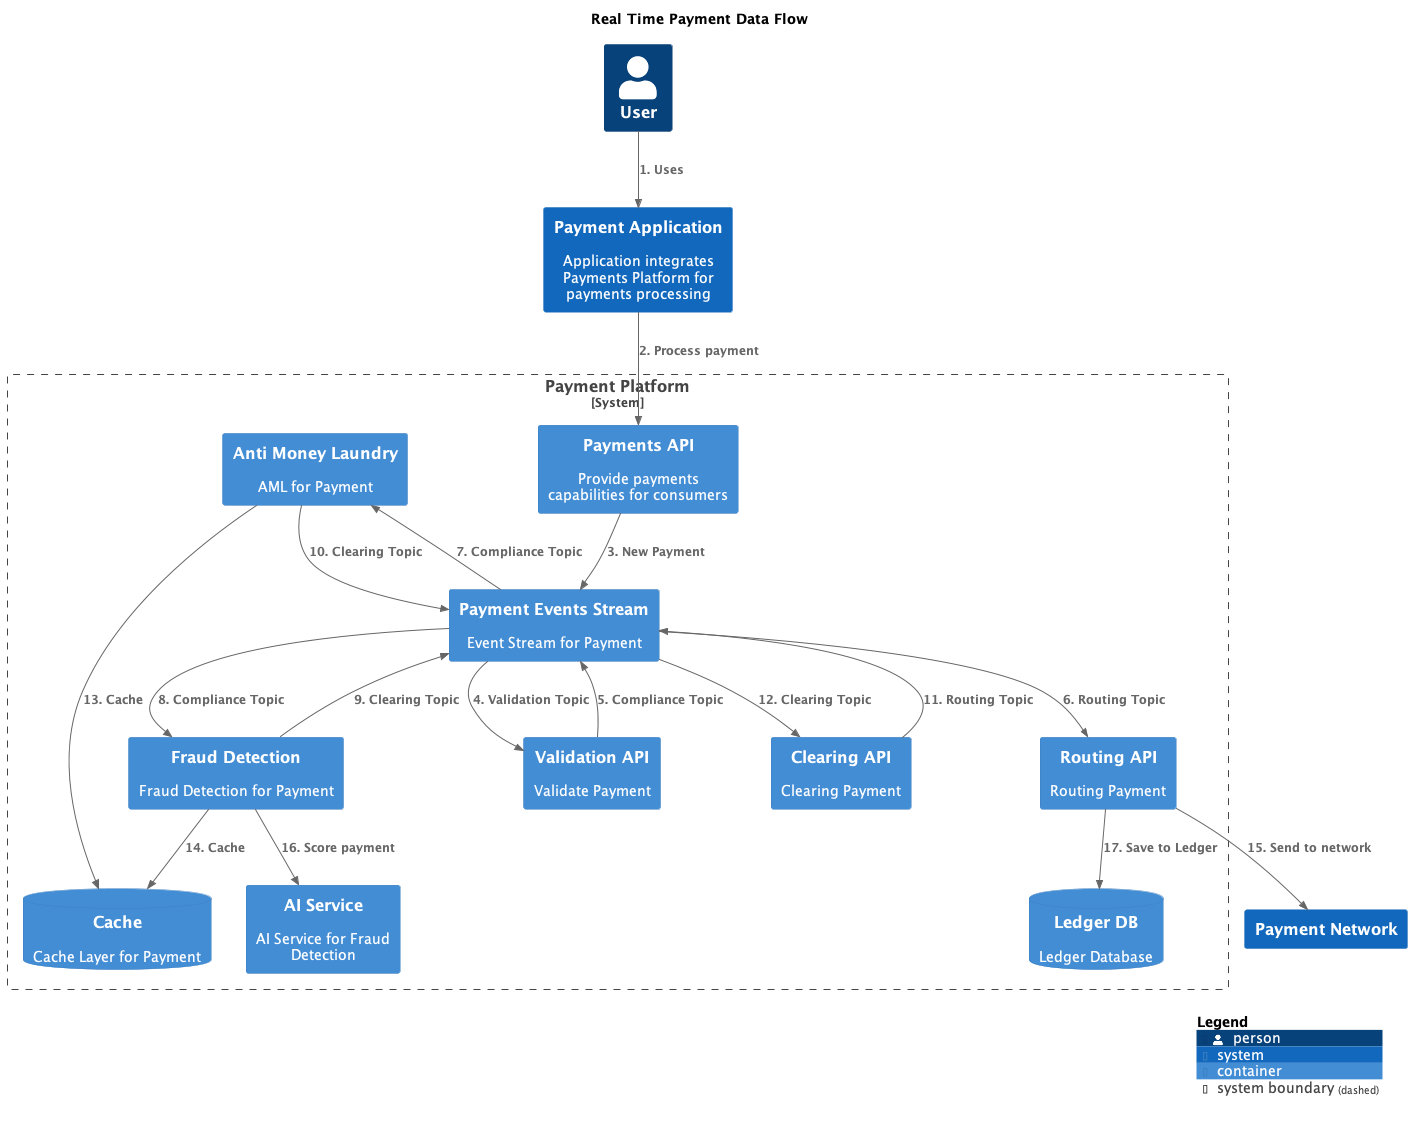 Real Time Payment Data Flow
User
1. Uses
Payment Application
Application integrates
Payments Platform for
payments processing
2. Process payment
Payment Platform
[System]
Anti Money Laundry
AML for Payment
Payments API
Provide payments
capabilities for consumers
10. Clearing Topic
7. Compliance Topic
3. New Payment
Payment Events Stream
Event Stream for Payment
13. Cache
8. Compliance Topic
9. Clearing Topic
4. Validation Topic
5. Compliance Topic
12. Clearing Topic
11. Routing Topic
6. Routing Topic
Fraud Detection
Fraud Detection for Payment
Validation API
Validate Payment
Clearing API
Clearing Payment
Routing API
Routing Payment
14. Cache
16. Score payment
17. Save to Ledger
15. Send to network
Cache
Cache Layer for Payment
AI Service
AI Service for Fraud
Detection
Ledger DB
Ledger Database
Payment Network
Legend
person
system
container
system boundary (dashed)